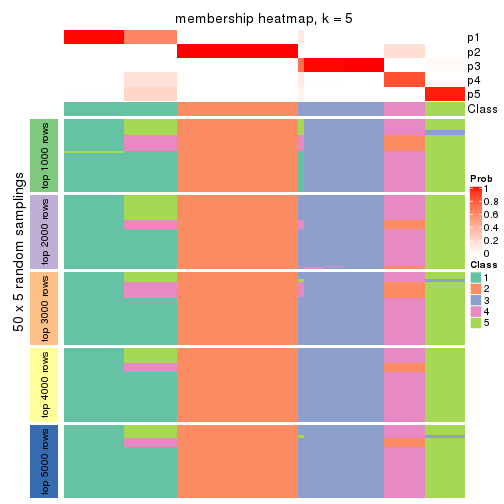 membership heatmap, k = 5
p1
p2
p3
p4
p5
Class
50 x 5 random samplings
top 1000 rows
top 2000 rows
top 3000 rows
top 4000 rows
top 5000 rows
Prob
1
0.8
0.6
0.4
0.2
0
Class
1
2
3
4
5